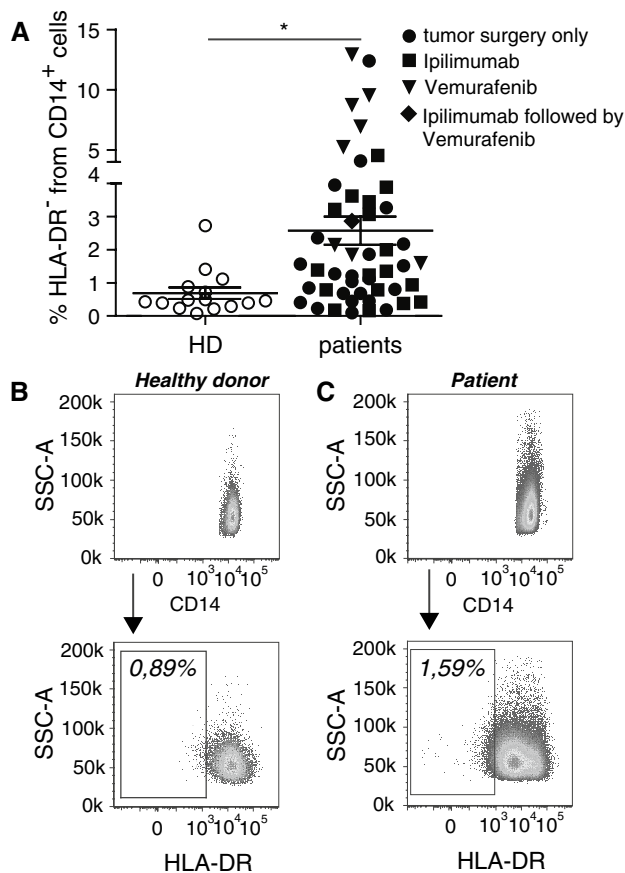 A
% HLA-DR⁻ from CD14⁺ cells
15
10
5
4
3
2
1
0
*
HD
patients
tumor surgery only
Ipilimumab
Vemurafenib
Ipilimumab followed by
Vemurafenib
B
Healthy donor
SSC-A
200k
150k
100k
50k
0k
0 10³10⁴10⁵
CD14
0,89%
SSC-A
200k
150k
100k
50k
0k
0 10³10⁴10⁵
HLA-DR
C
Patient
SSC-A
200k
150k
100k
50k
0k
0 10³10⁴10⁵
CD14
1,59%
SSC-A
200k
150k
100k
50k
0k
0 10³10⁴10⁵
HLA-DR